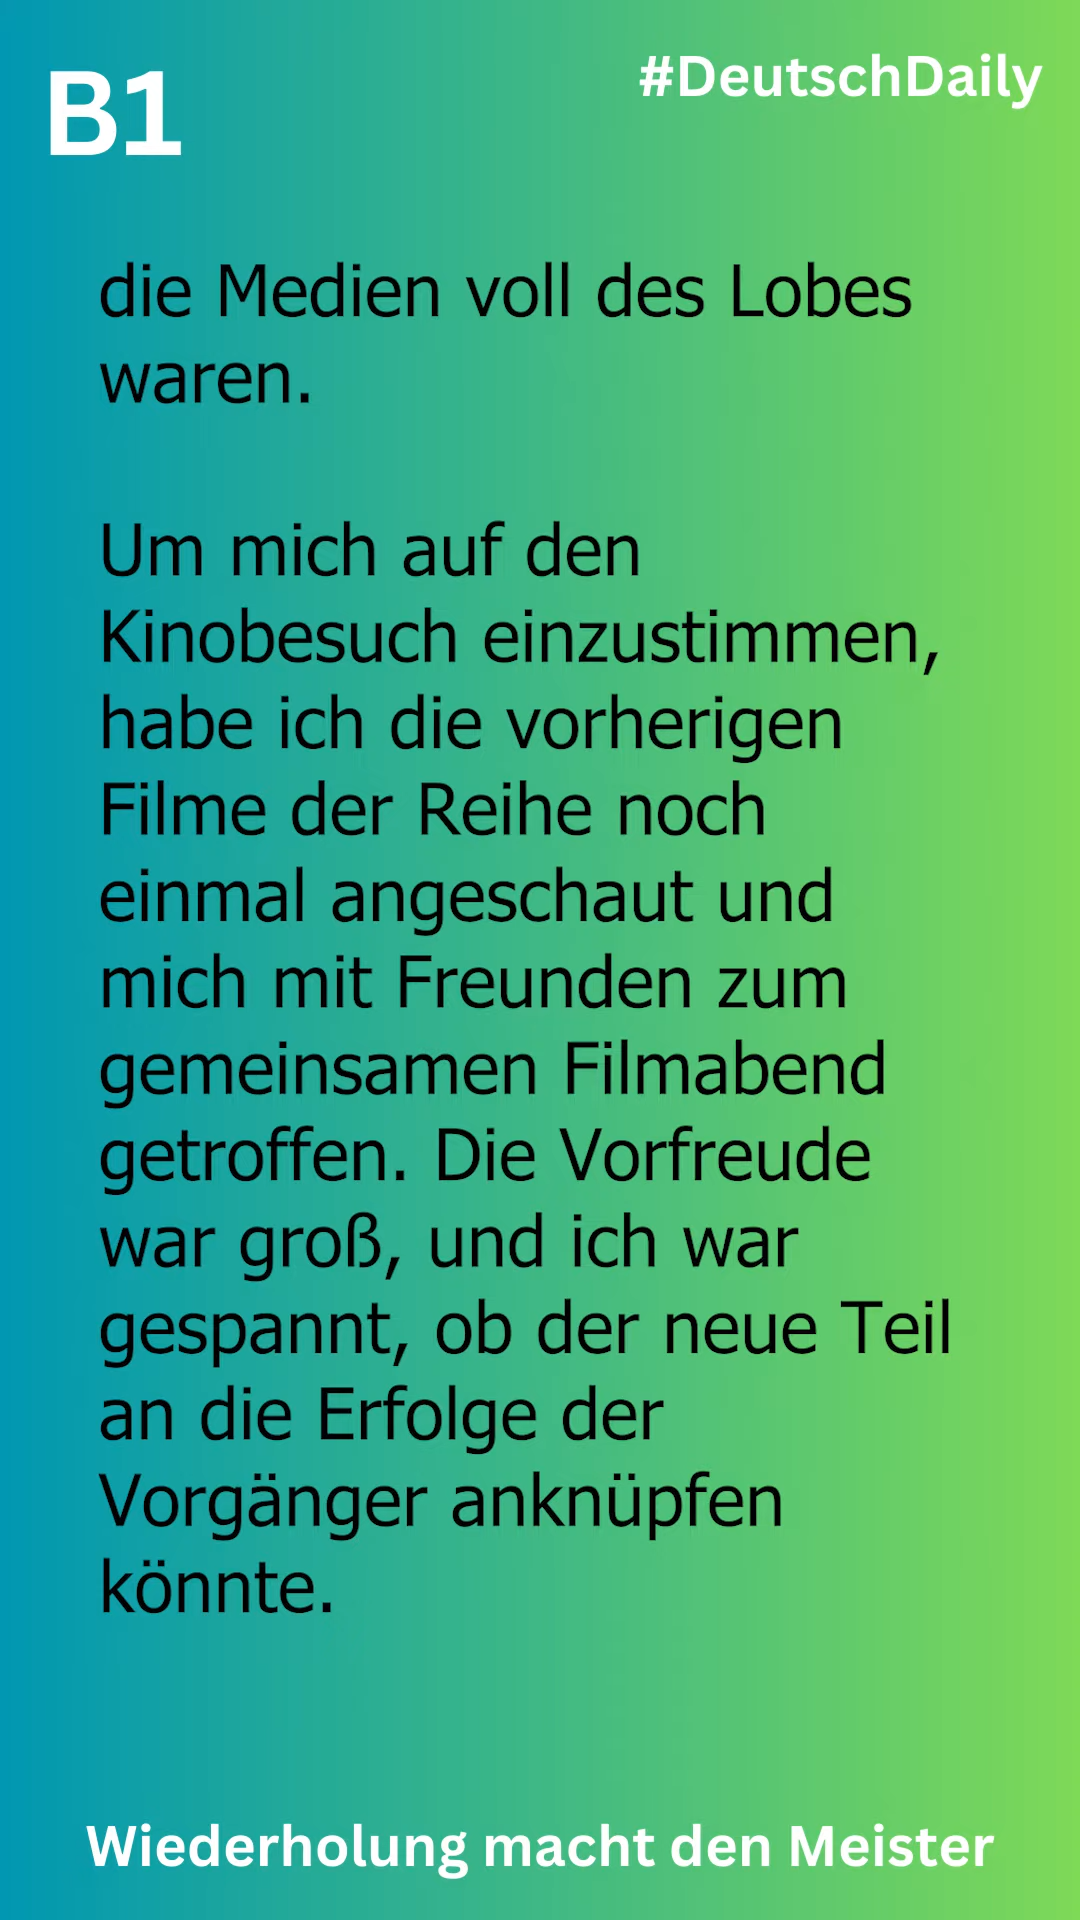 B1
#DeutschDaily
die Medien voll des Lobes
waren.
Um mich auf den
Kinobesuch einzustimmen,
habe ich die vorherigen
Filme der Reihe noch
einmal angeschaut und
mich mit Freunden zum
gemeinsamen Filmabend
getroffen. Die Vorfreude
war groß, und ich war
gespannt, ob der neue Teil
an die Erfolge der
Vorgänger anknüpfen
könnte.
Wiederholung macht den Meister